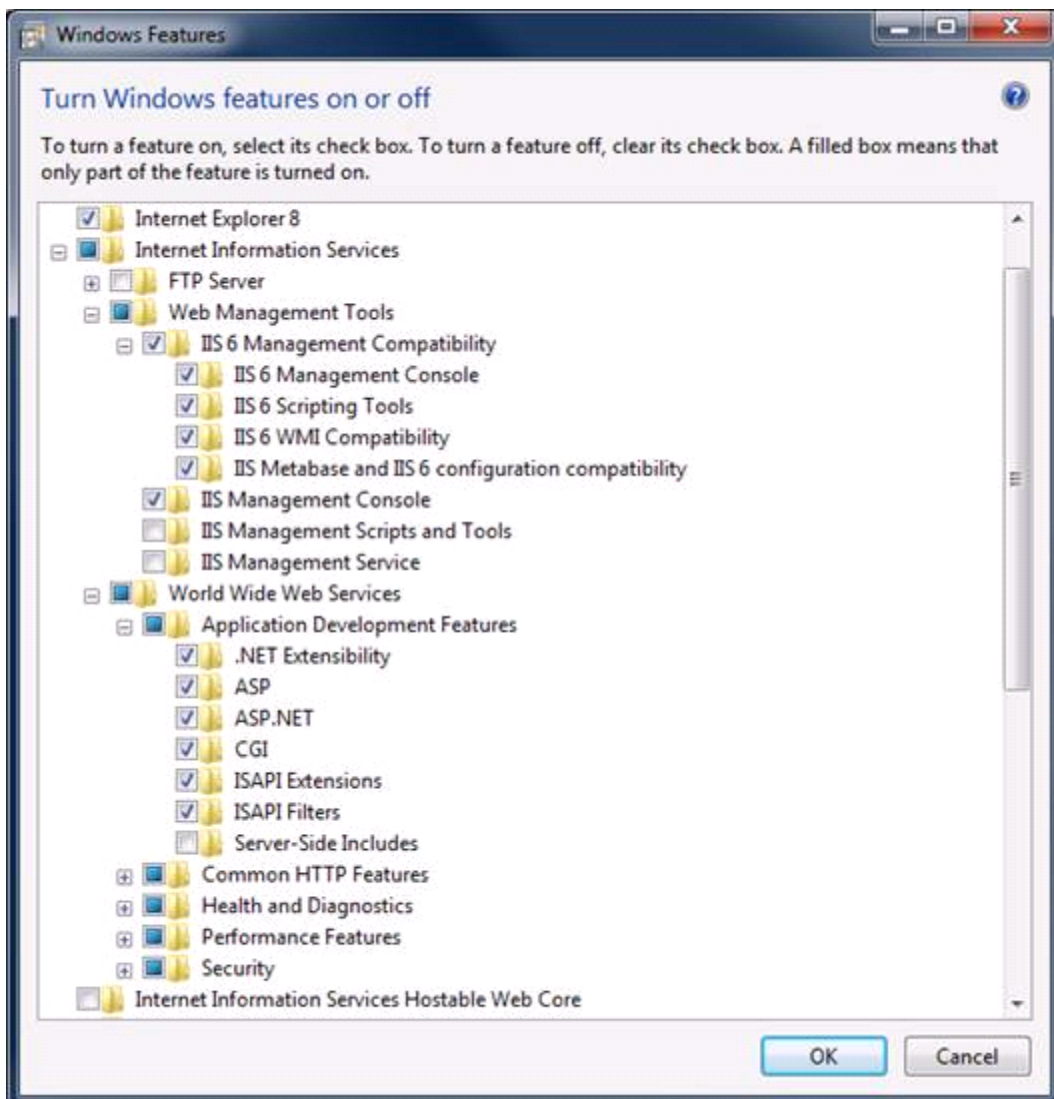 Windows Features
Turn Windows features on or off
To turn a feature on, select its check box. To turn a feature off, clear its check box. A filled box means that
only part of the feature is turned on.
Internet Explorer 8
Internet Information Services
FTP Server
Web Management Tools
IIS 6 Management Compatibility
IIS 6 Management Console
IIS 6 Scripting Tools
IIS 6 WMI Compatibility
IIS Metabase and IIS 6 configuration compatibility
IIS Management Console
IIS Management Scripts and Tools
IIS Management Service
World Wide Web Services
Application Development Features
.NET Extensibility
ASP
ASP.NET
CGI
ISAPI Extensions
ISAPI Filters
Server-Side Includes
Common HTTP Features
Health and Diagnostics
Performance Features
Security
Internet Information Services Hostable Web Core
OK Cancel